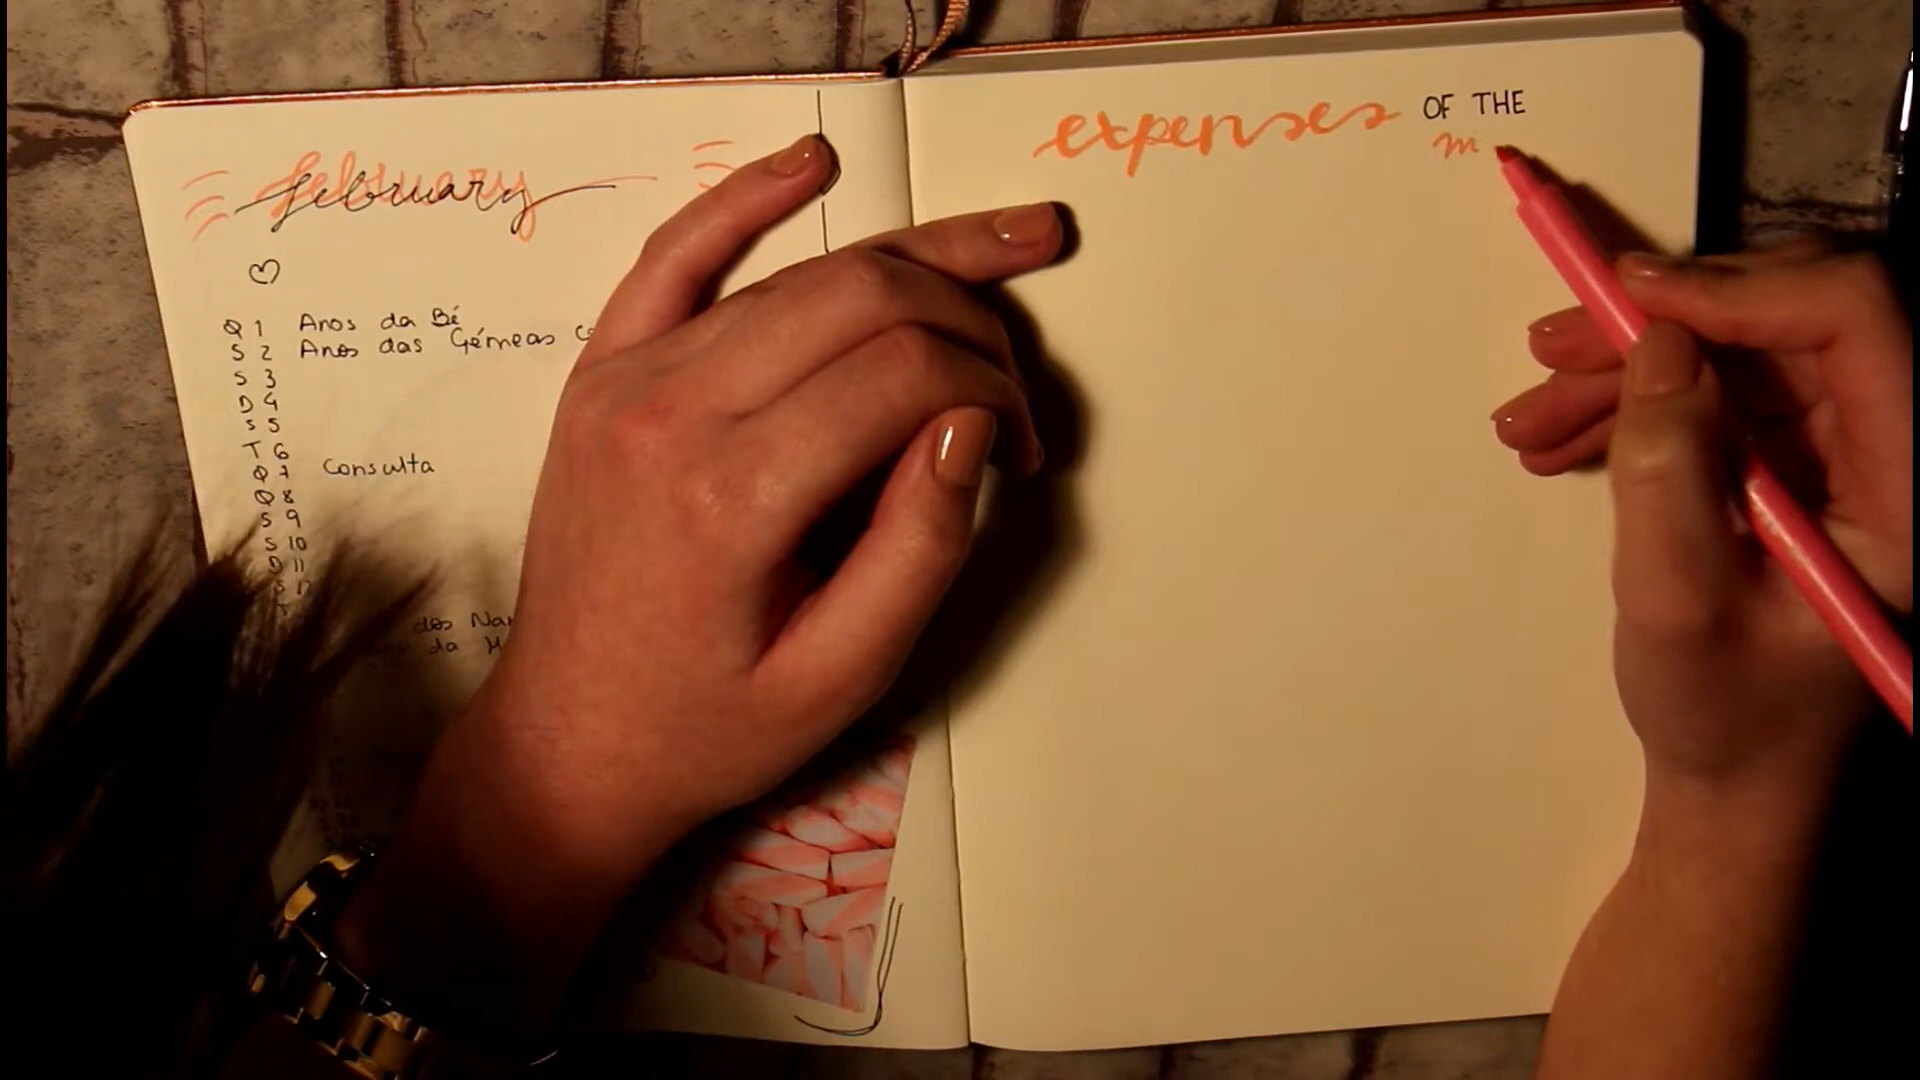 february
Q 1 Anos da Bé
S 2 Anos das Gémeas
S 3
D 4
S 5
T 6
Q 7 Consulta
Q 8
S 9
S 10
D 11
S
da
expenses OF THE
m